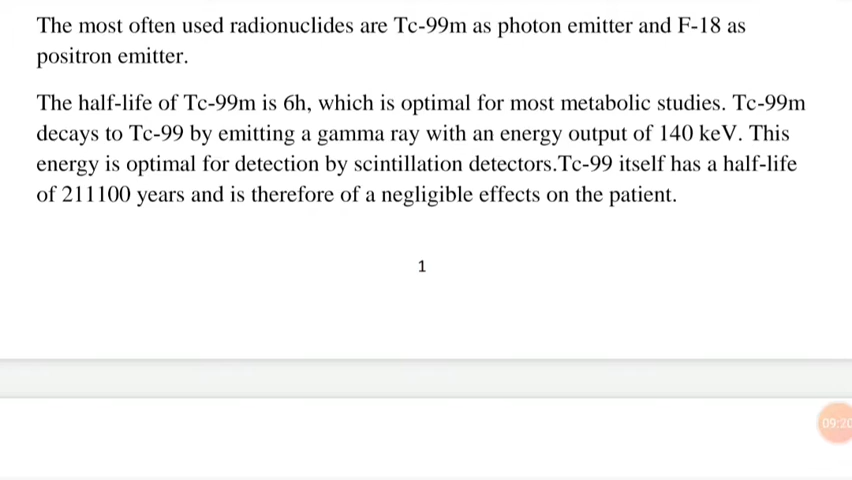 The most often used radionuclides are Tc-99m as photon emitter and F-18 as
positron emitter.
The half-life of Tc-99m is 6h, which is optimal for most metabolic studies. Tc-99m
decays to Tc-99 by emitting a gamma ray with an energy output of 140 keV. This
energy is optimal for detection by scintillation detectors.Tc-99 itself has a half-life
of 211100 years and is therefore of a negligible effects on the patient.
1
09:20